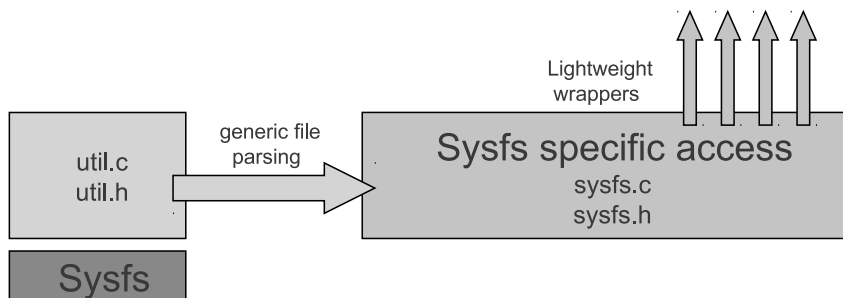 Lightweight
wrappers
generic file
parsing
util.c
util.h
Sysfs specific access
sysfs.c
sysfs.h
Sysfs